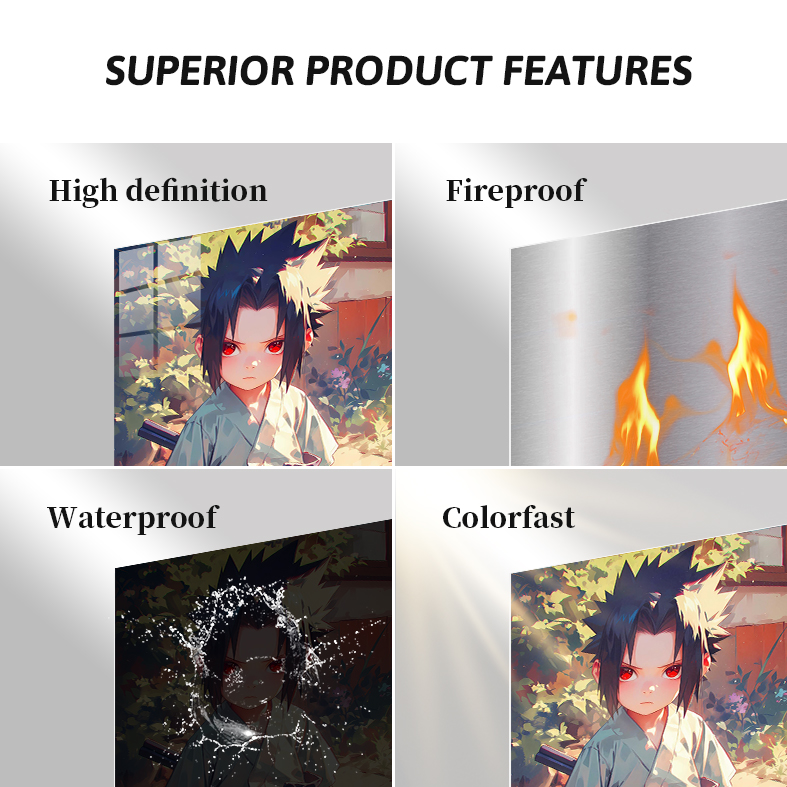 SUPERIOR PRODUCT FEATURES
High definition
Fireproof
Waterproof
Colorfast